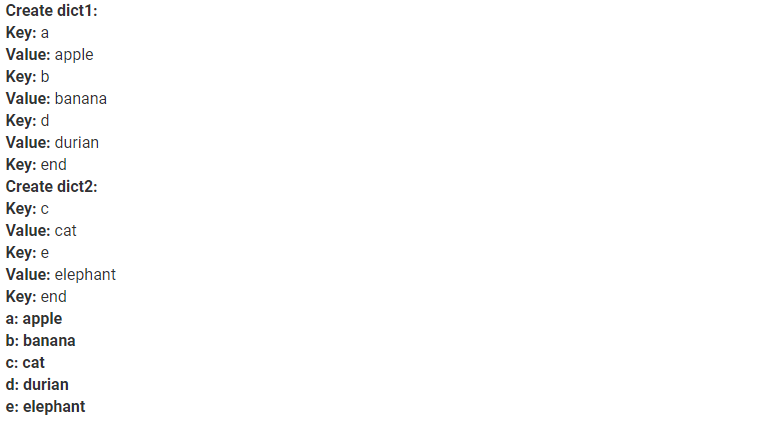 Create dict1:
Key: a
Value: apple
Key: b
Value: banana
Key: d
Value: durian
Key: end
Create dict2:
Key: c
Value: cat
Key: e
Value: elephant
Key: end
a: apple
b: banana
c: cat
d: durian
e: elephant